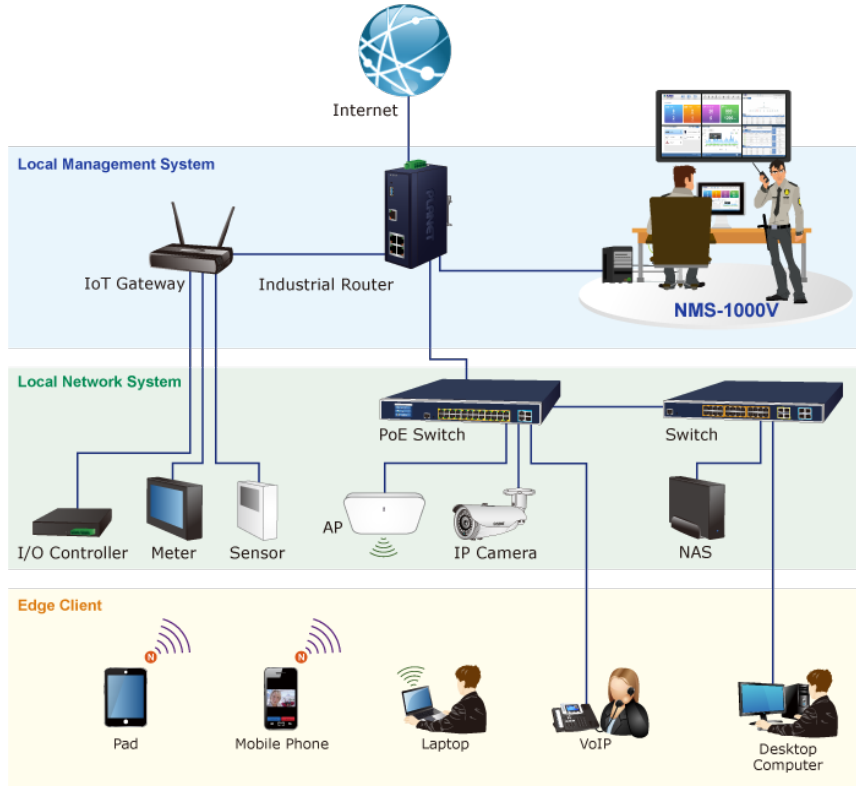 Internet
Local Management System
PLANET
IoT Gateway
Industrial Router
NMS-1000V
Local Network System
PoE Switch
Switch
AP
I/O Controller
Meter
Sensor
IP Camera
NAS
Edge Client
N
N
Pad
Mobile Phone
Laptop
VoIP
Desktop
Computer